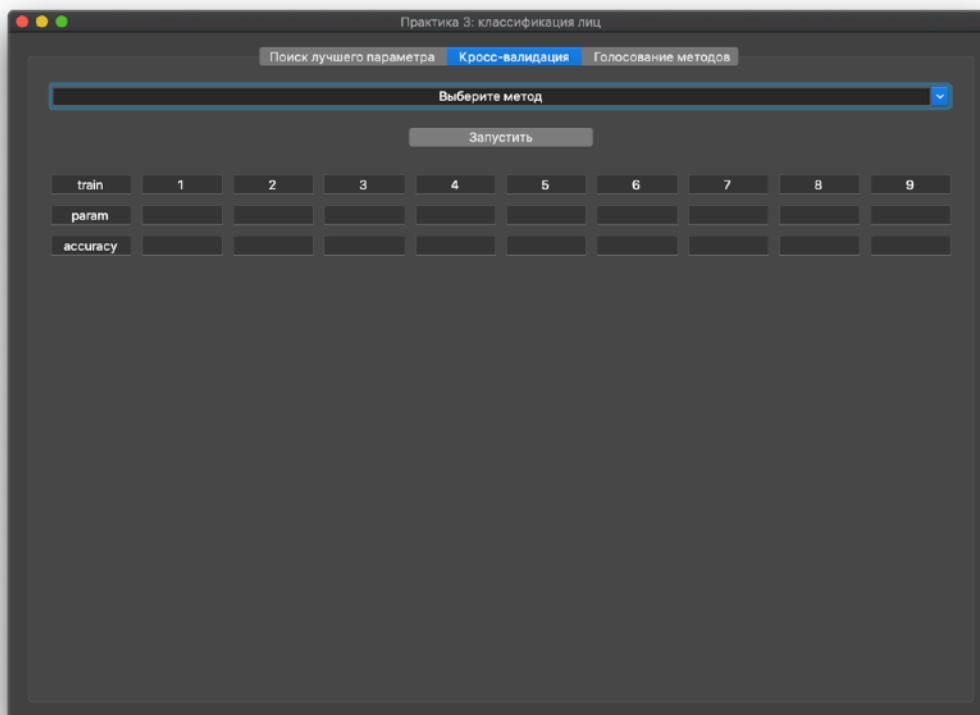 Практика 3: классификация лиц
Поиск лучшего параметра Кросс-валидация Голосование методов
Выберите метод
Запустить
train 1 2 3 4 5 6 7 8 9
param
accuracy